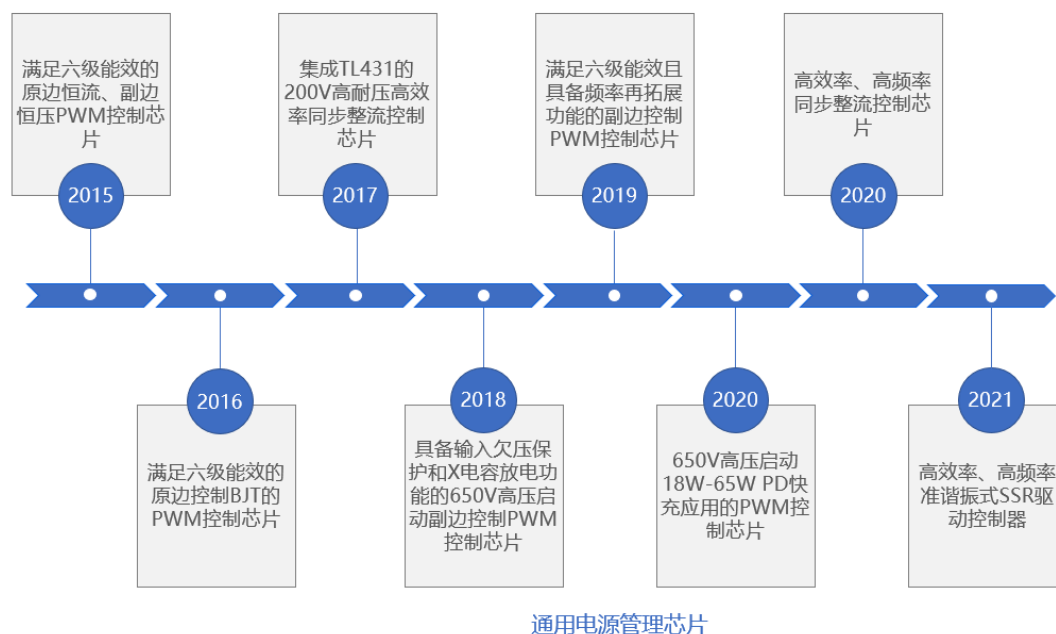 满足六级能效的
原边恒流、副边
恒压PWM控制芯
片
2015
集成TL431的
200V高耐压高效
率同步整流控制
芯片
2017
满足六级能效且
具备频率再拓展
功能的副边控制
PWM控制芯片
2019
高效率、高频率
同步整流控制芯
片
2020
2016
满足六级能效的
原边控制BJT的
PWM控制芯片
2018
具备输入欠压保
护和X电容放电功
能的650V高压启
动副边控制PWM
控制芯片
2020
650V高压启动
18W-65W PD快
充应用的PWM控
制芯片
2021
高效率、高频率
准谐振式SSR驱
动控制器
通用电源管理芯片